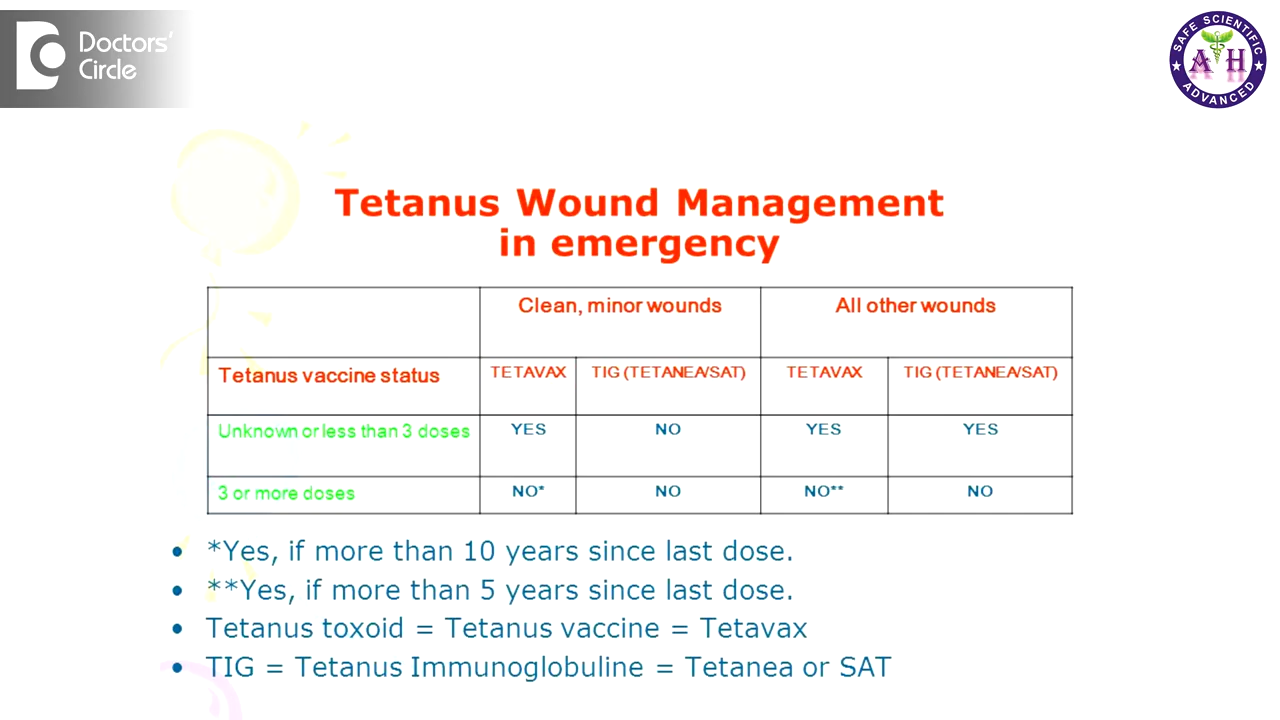 Doctors'
Circle
SAFE SCIENTIFIC
A H
ADVANCED
Tetanus Wound Management
in emergency
Clean, minor wounds All other wounds
Tetanus vaccine status TETAVAX TIG (TETANEA/SAT) TETAVAX TIG (TETANEA/SAT)
Unknown or less than 3 doses YES NO YES YES
3 or more doses NO* NO NO** NO
• *Yes, if more than 10 years since last dose.
• **Yes, if more than 5 years since last dose.
• Tetanus toxoid = Tetanus vaccine = Tetavax
• TIG = Tetanus Immunoglobuline = Tetanea or SAT